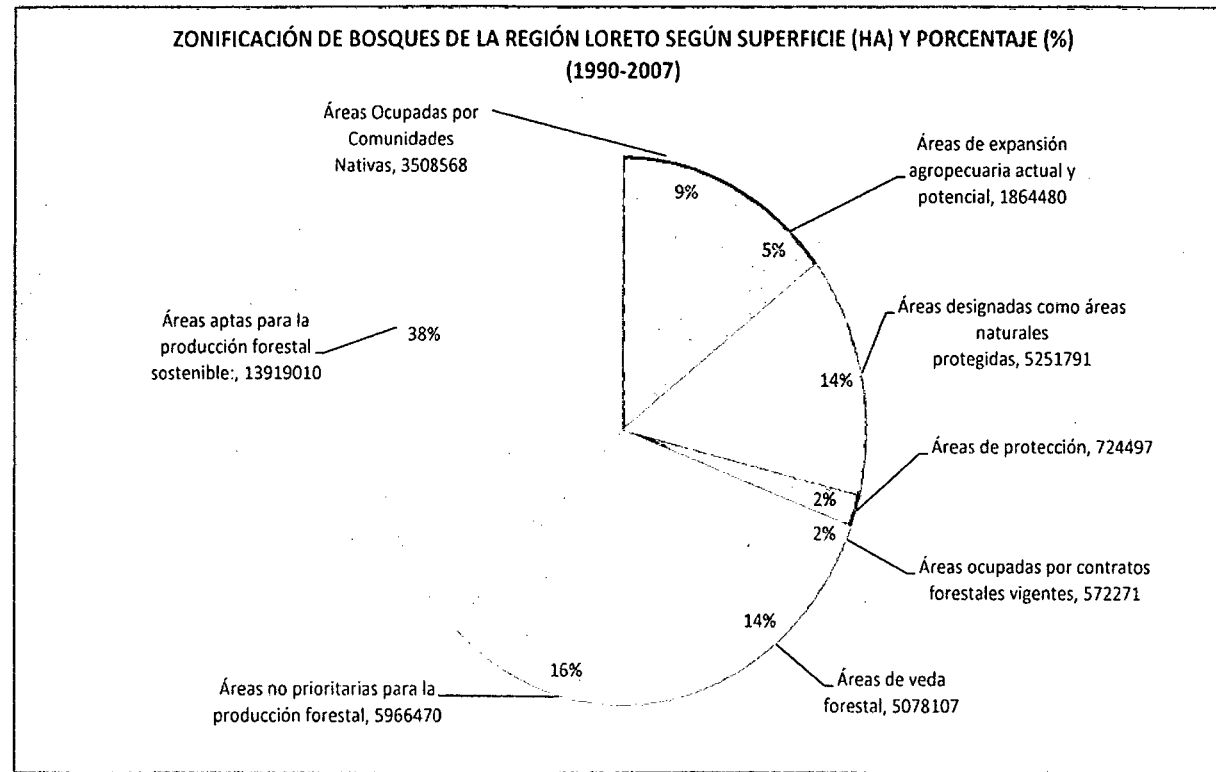 ZONIFICACIÓN DE BOSQUES DE LA REGIÓN LORETO SEGÚN SUPERFICIE (HA) Y PORCENTAJE (%)
(1990-2007)
Áreas Ocupadas por
Comunidades
Nativas, 3508568
9%
Áreas de expansión
agropecuaria actual y
potencial, 1864480
5%
Áreas designadas como áreas
naturales
protegidas, 5251791
14%
Áreas de protección, 724497
2%
Áreas ocupadas por contratos
forestales vigentes, 572271
2%
Áreas de veda
forestal, 5078107
14%
Áreas no prioritarias para la
producción forestal, 5966470
16%
Áreas aptas para la
producción forestal
sostenible:, 13919010
38%